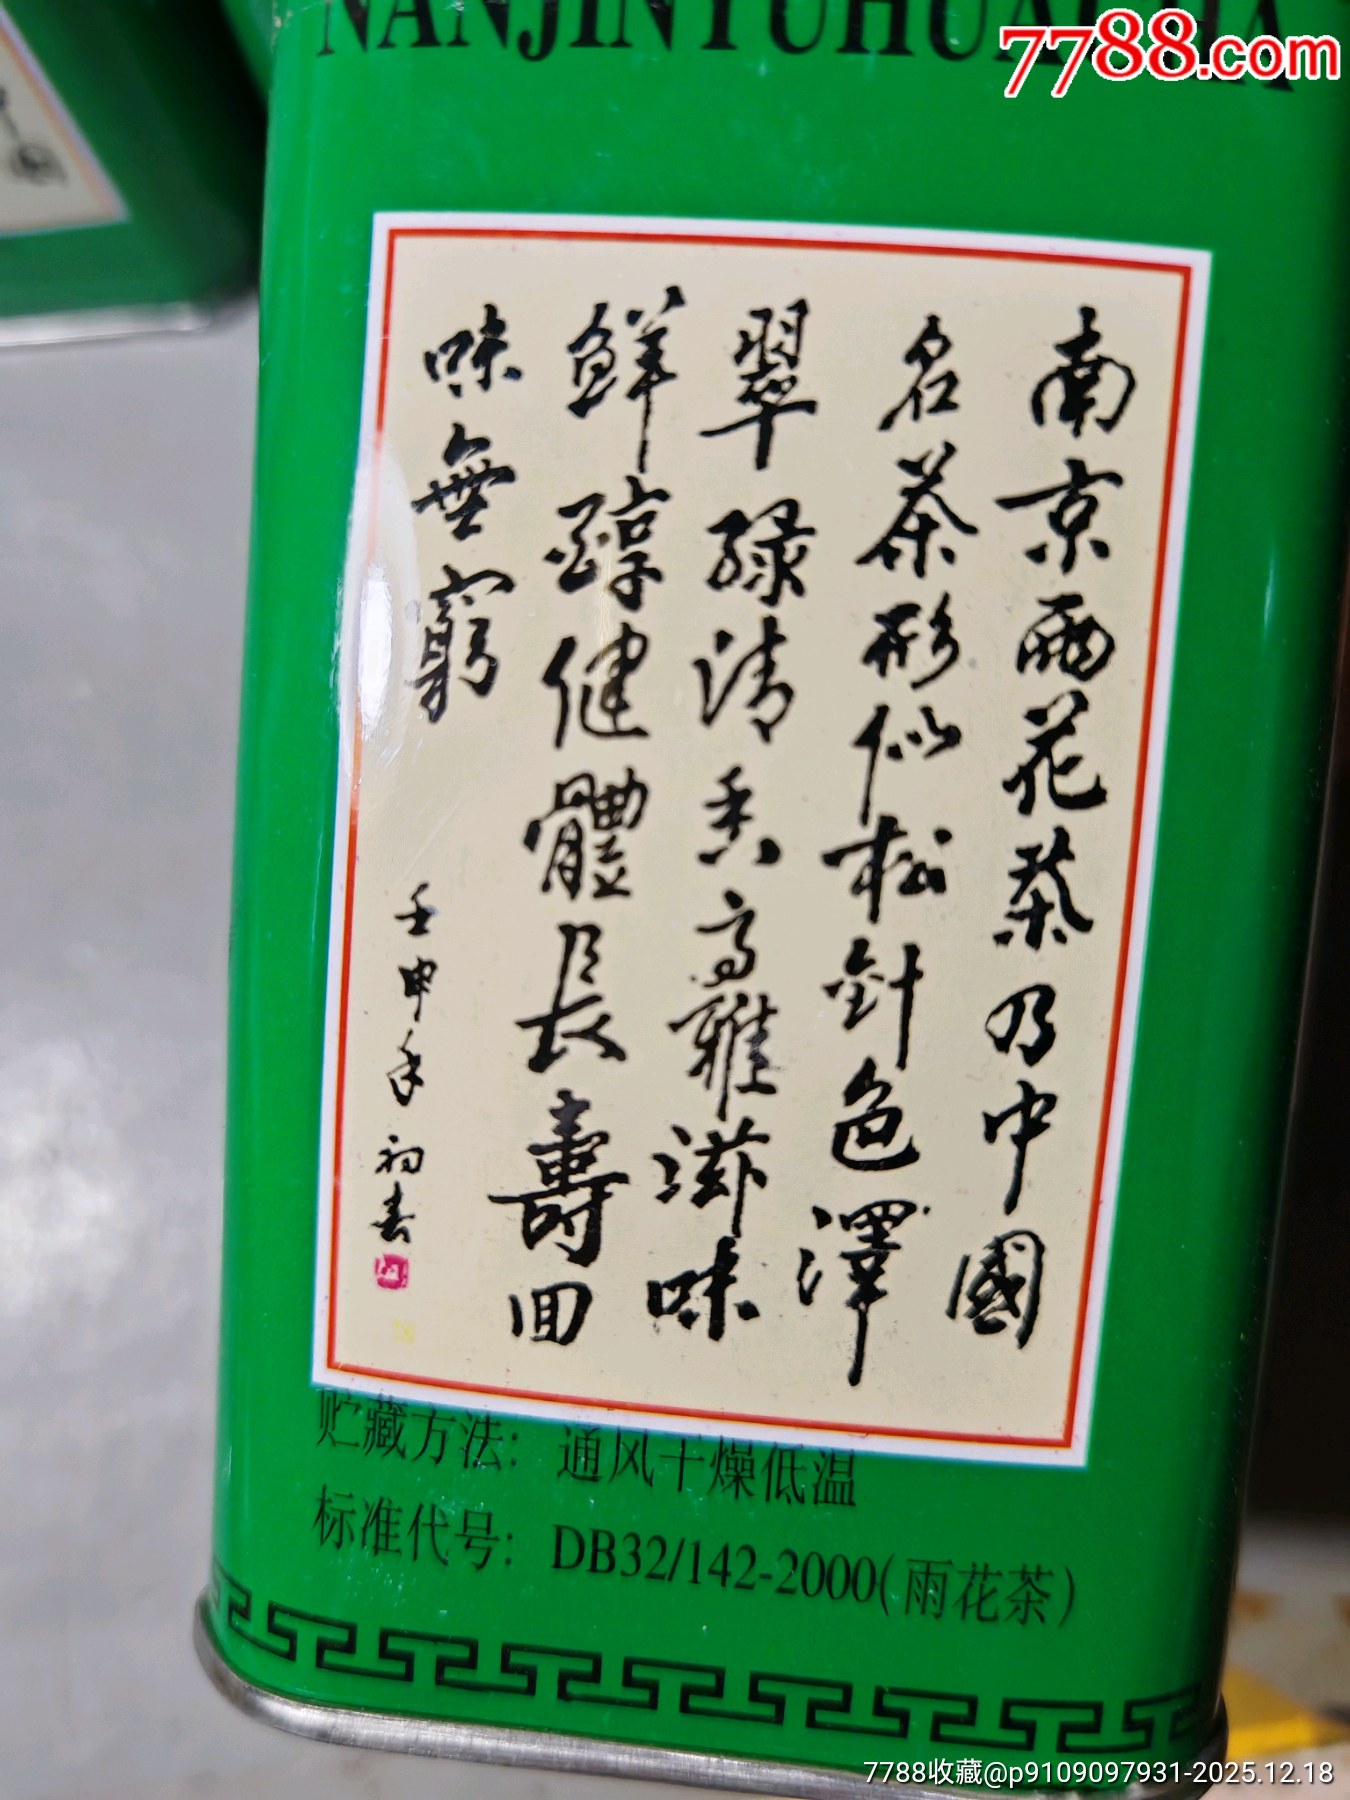 NANJINYUHUACHA
7788.com
南京雨花茶乃中國
名茶形似松針色澤
翠绿清香高雅滋味
鮮醇健體長壽回
味無窮
壬申年初春
贮藏方法：通风干燥低温
标准代号：DB32/142-2000(雨花茶)
7788收藏@p9109097931-2025.12.18